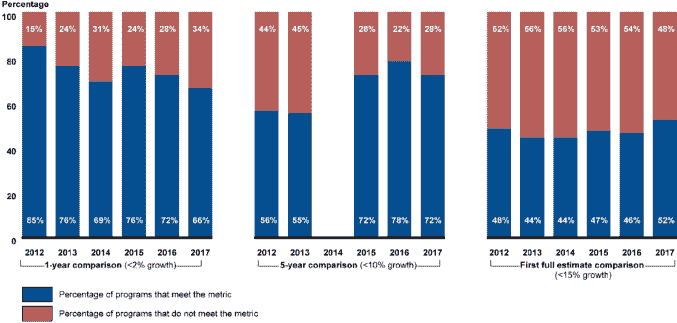 Percentage
100 15% 24% 31% 24% 28% 34% 44% 45% 28% 22% 28% 52% 56% 56% 53% 54% 48%
80
60
40
20
85% 76% 69% 76% 72% 66% 56% 55% 72% 78% 72% 48% 44% 44% 47% 46% 52%
0
2012 2013 2014 2015 2016 2017 2012 2013 2014 2015 2016 2017 2012 2013 2014 2015 2016 2017
1-year comparison (<2% growth) 5-year comparison (<10% growth) First full estimate comparison
(<15% growth)
Percentage of programs that meet the metric
Percentage of programs that do not meet the metric